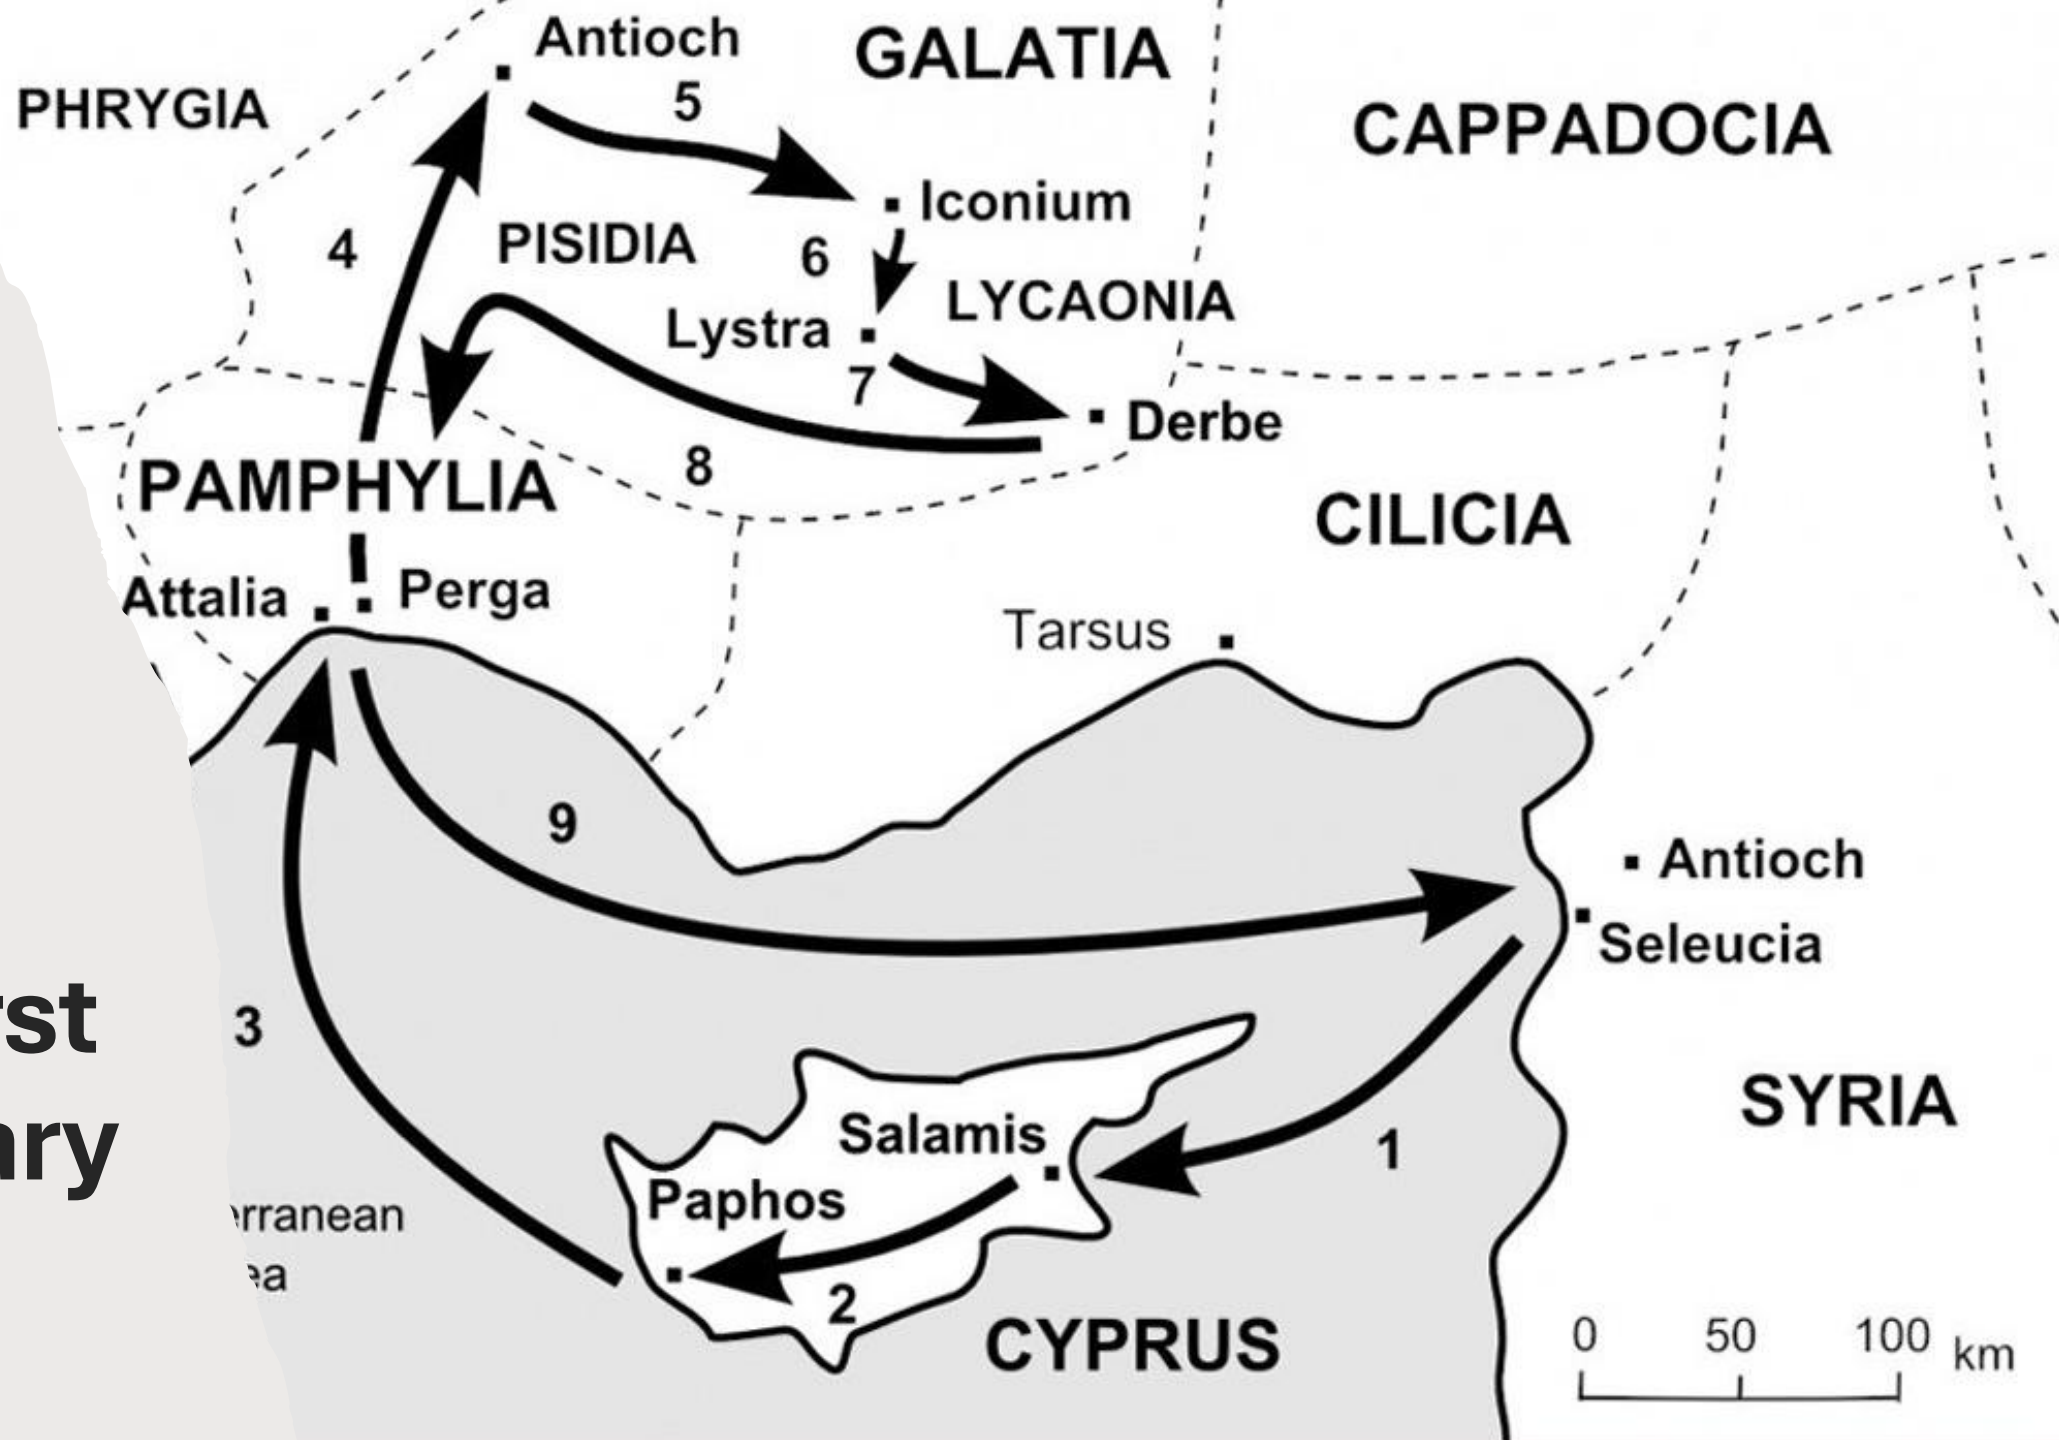 Antioch
GALATIA
PHRYGIA
5
CAPPADOCIA
Iconium
4
PISIDIA
6
LYCAONIA
Lystra
7
Derbe
8
PAMPHYLIA
CILICIA
Attalia
Perga
Tarsus
9
Antioch
Seleucia
3
rst
SYRIA
Salamis
1
ary
Paphos
erranean
ea
2
CYPRUS
0 50 100 km